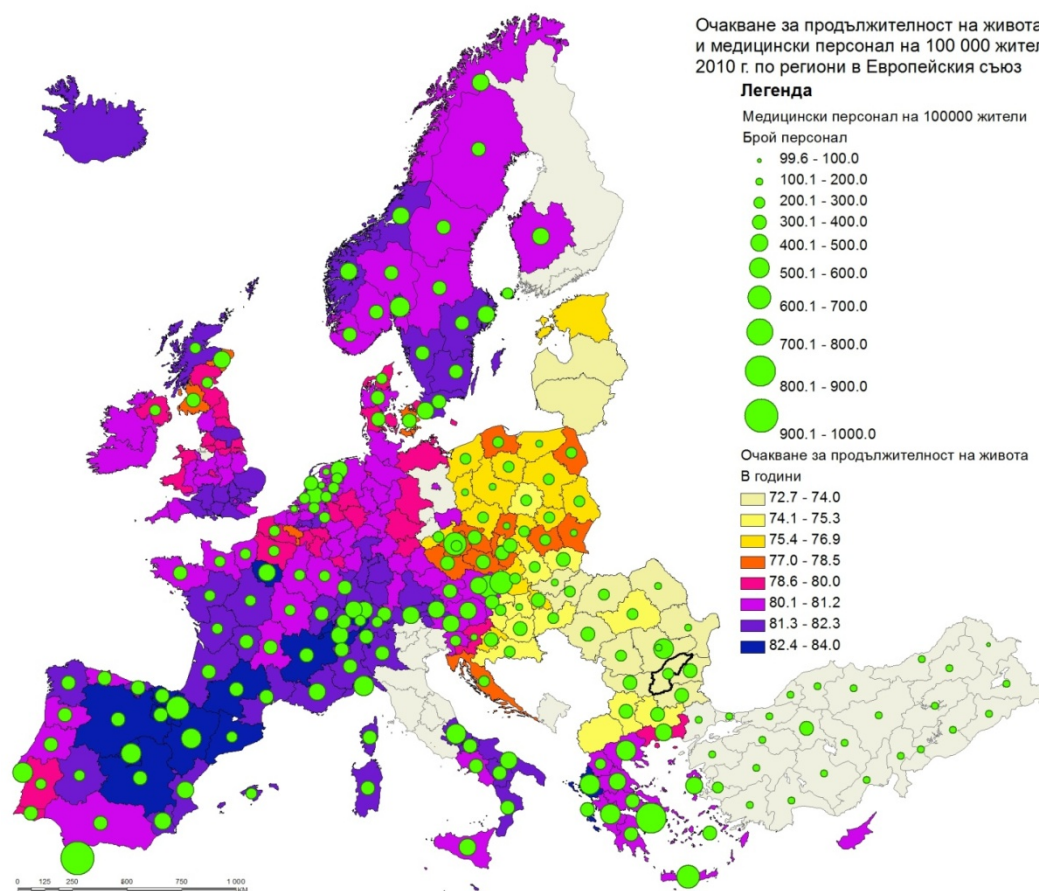 Очакване за продължителност на живота
и медицински персонал на 100 000 жител
2010 г. по региони в Европейския съюз
Легенда
Медицински персонал на 100000 жители
Брой персонал
99.6 - 100.0
100.1 - 200.0
200.1 - 300.0
300.1 - 400.0
400.1 - 500.0
500.1 - 600.0
600.1 - 700.0
700.1 - 800.0
800.1 - 900.0
900.1 - 1000.0
Очакване за продължителност на живота
В години
72.7 - 74.0
74.1 - 75.3
75.4 - 76.9
77.0 - 78.5
78.6 - 80.0
80.1 - 81.2
81.3 - 82.3
82.4 - 84.0
0 125 250 500 750 1 000